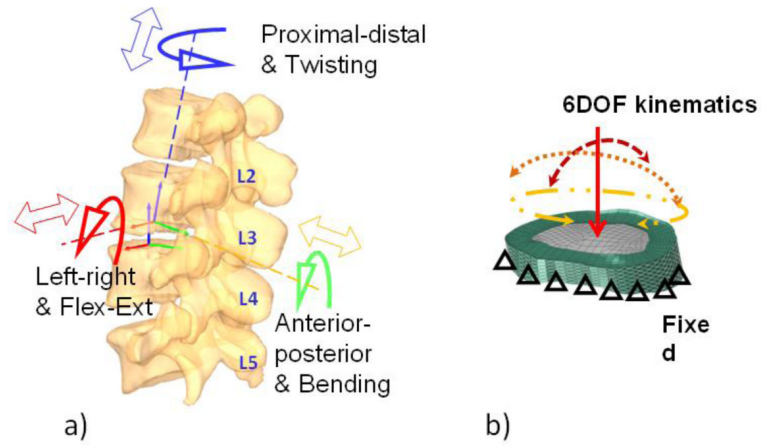 Proximal-distal
& Twisting
6DOF kinematics
L2
L3
Left-right
& Flex-Ext
L4
Anterior-
posterior
& Bending
L5
Fixe
d
a)
b)